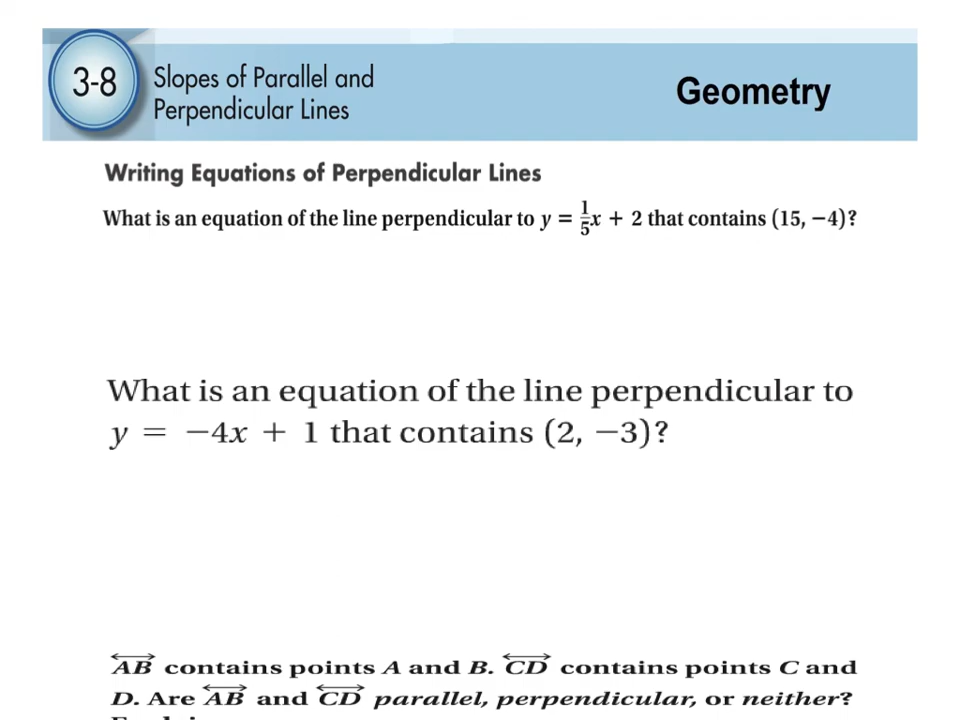 3-8
Slopes of Parallel and
Perpendicular Lines
Geometry
Writing Equations of Perpendicular Lines
What is an equation of the line perpendicular to y = 1/5x + 2 that contains (15, −4)?
What is an equation of the line perpendicular to
y = −4x + 1 that contains (2, −3)?
AB contains points A and B. CD contains points C and
D. Are AB and CD parallel, perpendicular, or neither?